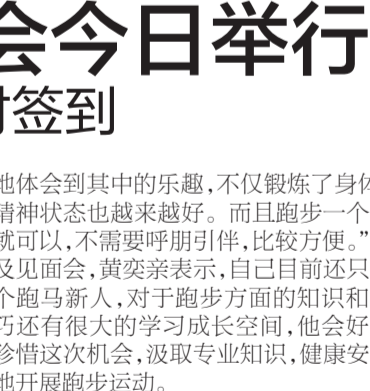 会今日举行
时签到
地体会到其中的乐趣,不仅锻炼了身体
精神状态也越来越好。而且跑步一个
就可以,不需要呼朋引伴,比较方便。”
及见面会,黄奕亲表示,自己目前还只
个跑马新人,对于跑步方面的知识和
巧还有很大的学习成长空间,他会好
珍惜这次机会,汲取专业知识,健康安
地开展跑步运动。